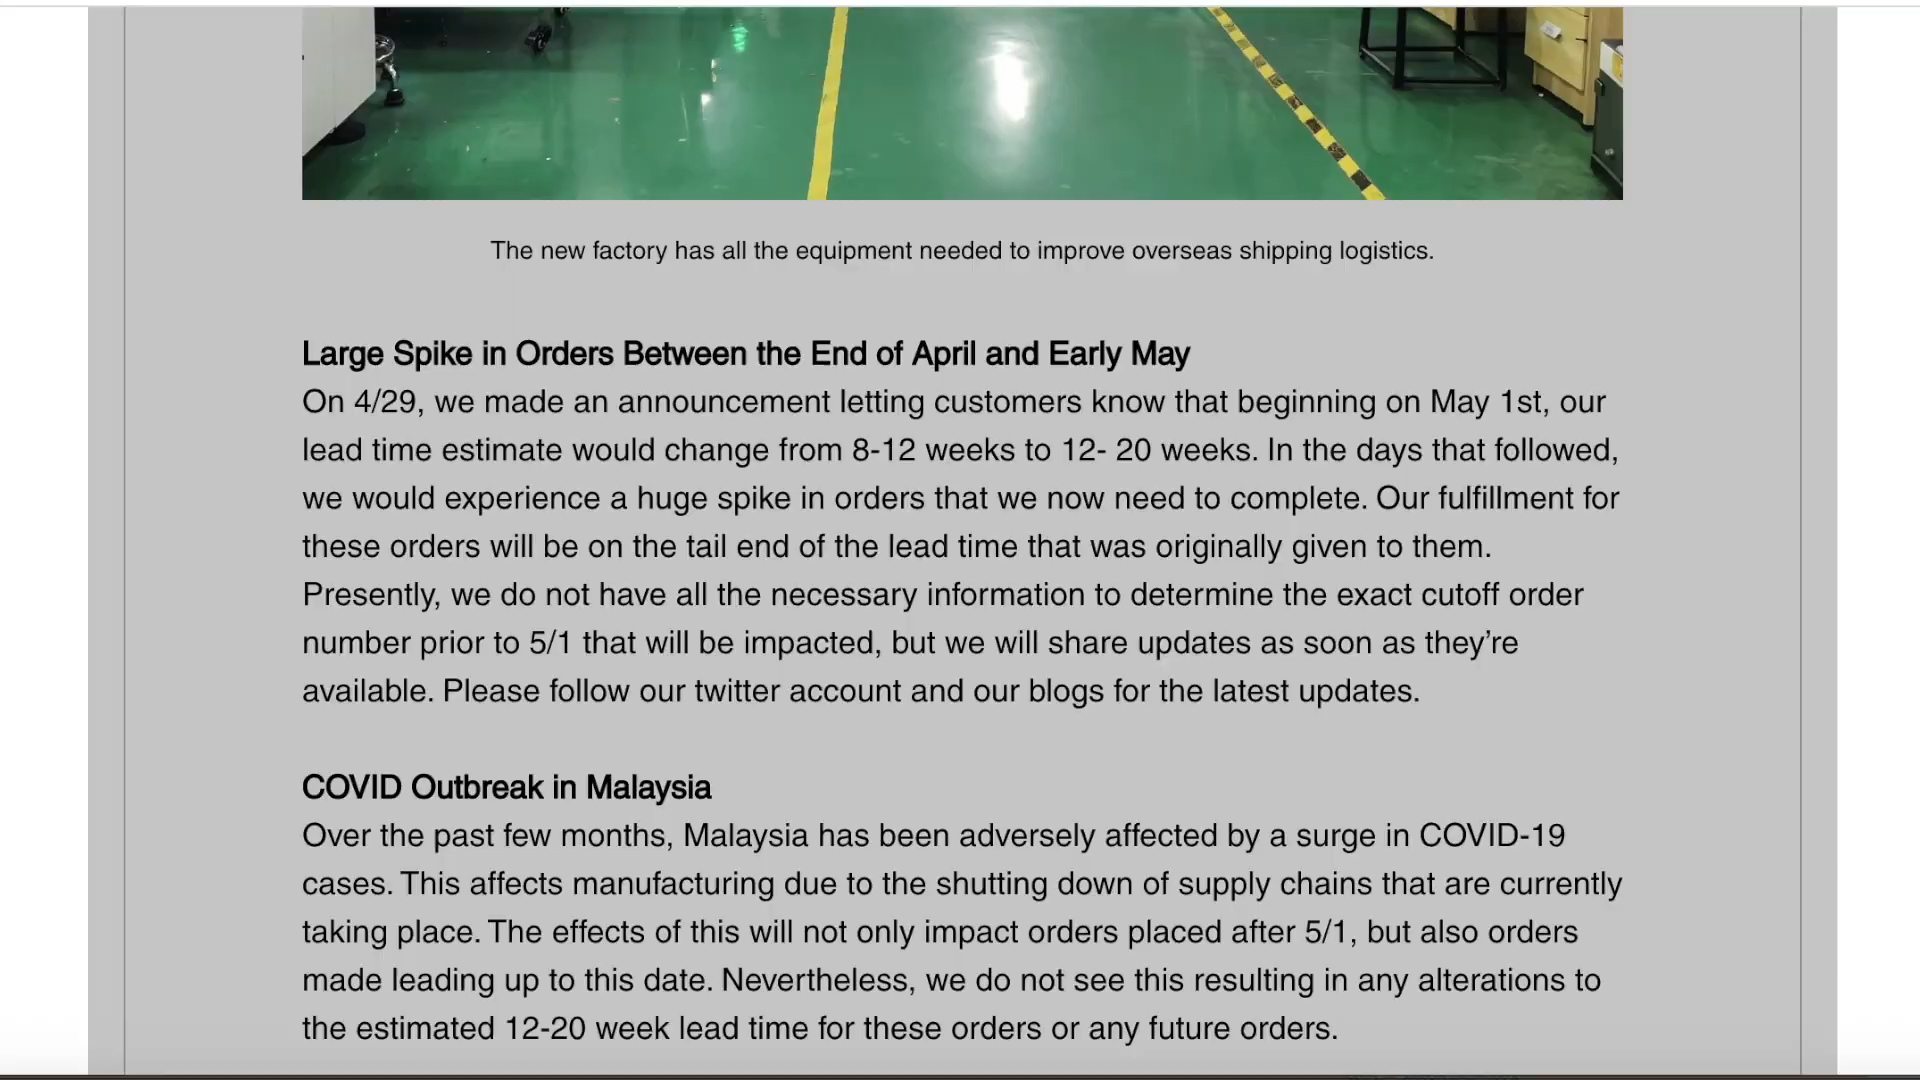 The new factory has all the equipment needed to improve overseas shipping logistics.
Large Spike in Orders Between the End of April and Early May
On 4/29, we made an announcement letting customers know that beginning on May 1st, our
lead time estimate would change from 8-12 weeks to 12- 20 weeks. In the days that followed,
we would experience a huge spike in orders that we now need to complete. Our fulfillment for
these orders will be on the tail end of the lead time that was originally given to them.
Presently, we do not have all the necessary information to determine the exact cutoff order
number prior to 5/1 that will be impacted, but we will share updates as soon as they’re
available. Please follow our twitter account and our blogs for the latest updates.
COVID Outbreak in Malaysia
Over the past few months, Malaysia has been adversely affected by a surge in COVID-19
cases. This affects manufacturing due to the shutting down of supply chains that are currently
taking place. The effects of this will not only impact orders placed after 5/1, but also orders
made leading up to this date. Nevertheless, we do not see this resulting in any alterations to
the estimated 12-20 week lead time for these orders or any future orders.